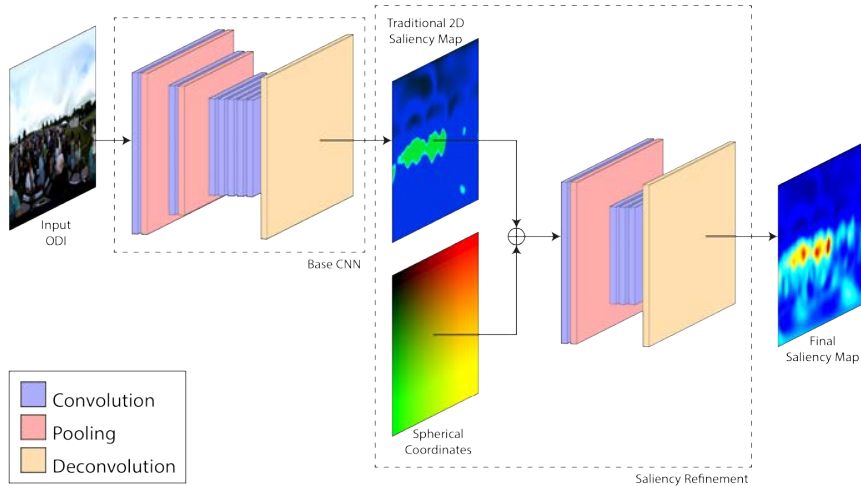 Traditional 2D
Saliency Map
Input
ODI
Base CNN
Spherical
Coordinates
Final
Saliency Map
Saliency Refinement
Convolution
Pooling
Deconvolution